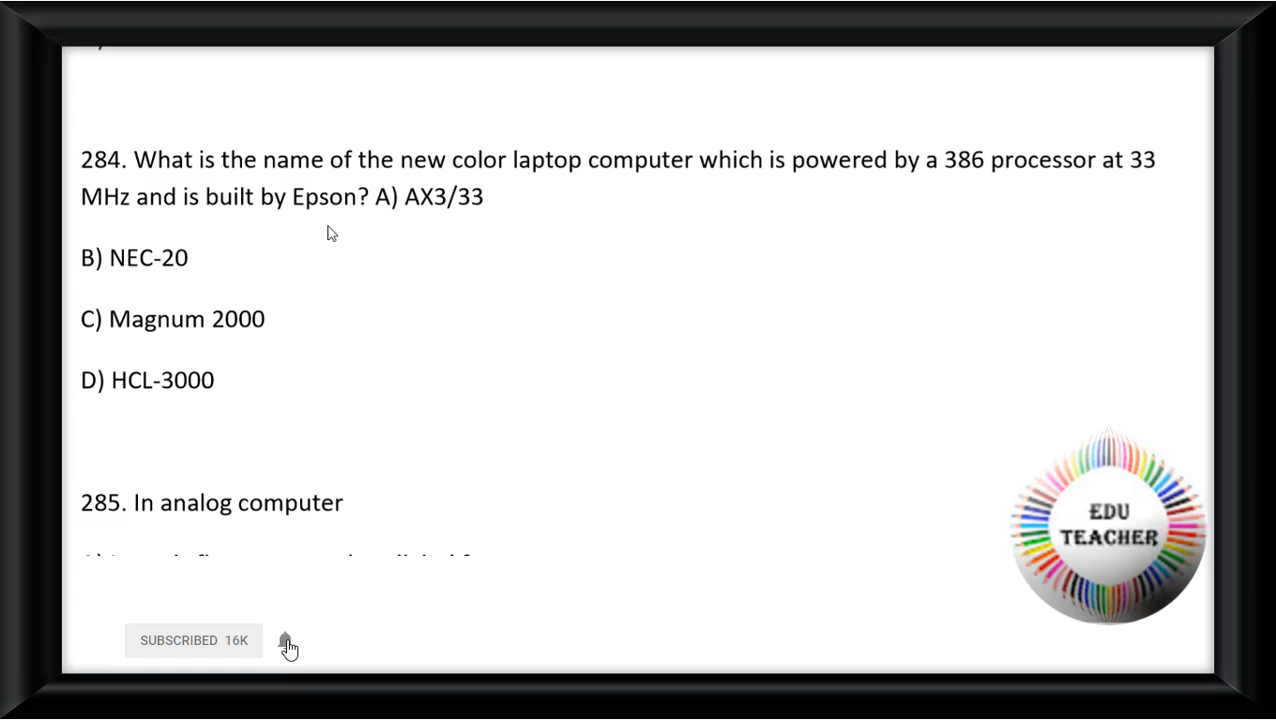 284. What is the name of the new color laptop computer which is powered by a 386 processor at 33
MHz and is built by Epson? A) AX3/33
B) NEC-20
C) Magnum 2000
D) HCL-3000
285. In analog computer
EDU
TEACHER
SUBSCRIBED 16K